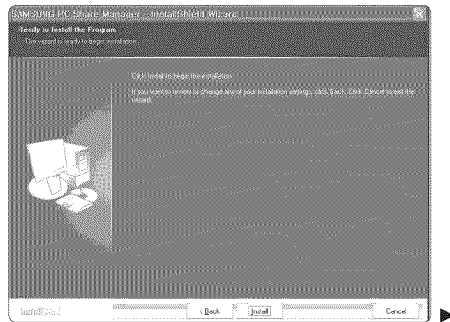 SAMSUNG PC Share Manager - InstallShield Wizard
Ready to Install the Program
The wizard is ready to begin installation.
Click Install to begin the installation.
If you want to review or change any of your installation settings, click Back. Click Cancel to exit the
wizard.
InstallShield
< Back
Install
Cancel